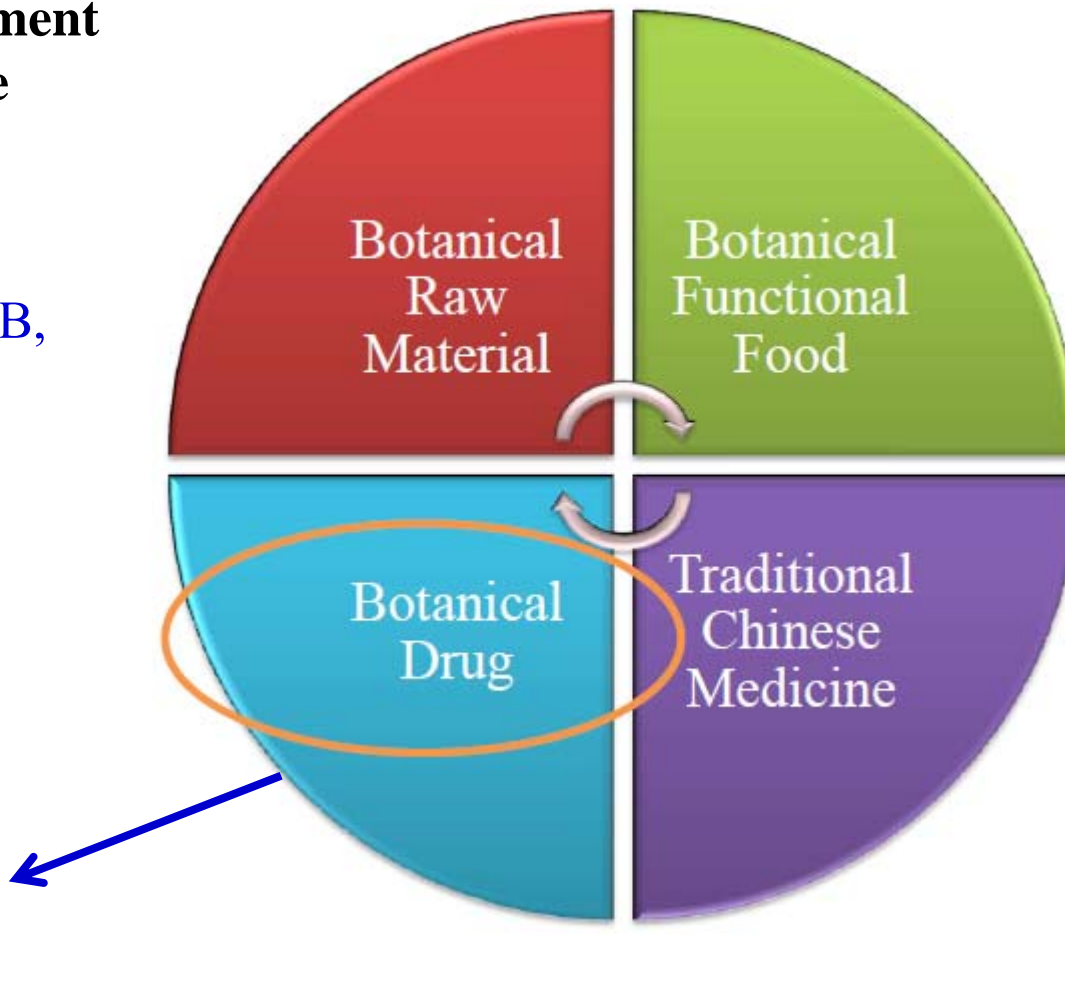 ment
e
B,
Botanical
Raw
Material
Botanical
Functional
Food
Botanical
Drug
Traditional
Chinese
Medicine